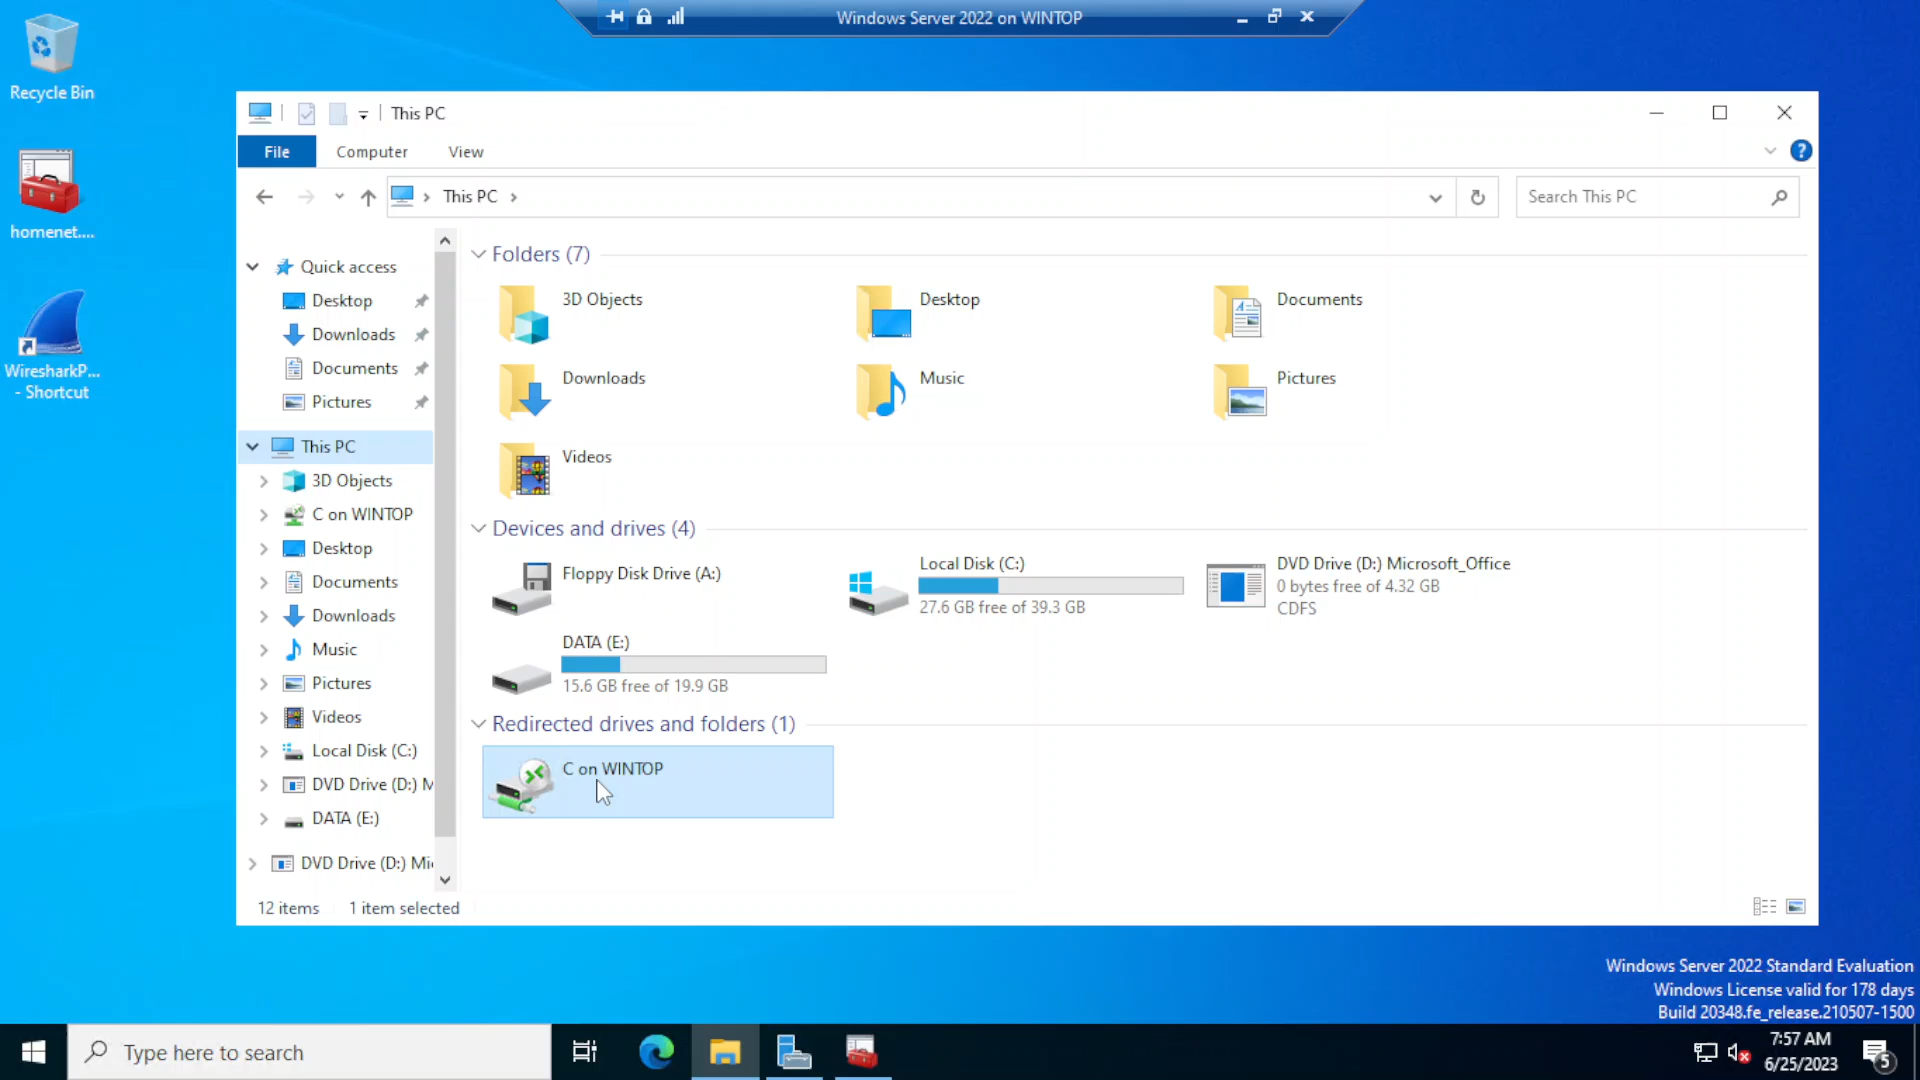 Windows Server 2022 on WINTOP
Recycle Bin
homenet....
WiresharkP...
- Shortcut
This PC
File
Computer
View
This PC
Search This PC
Quick access
Desktop
Downloads
Documents
Pictures
This PC
3D Objects
C on WINTOP
Desktop
Documents
Downloads
Music
Pictures
Videos
Local Disk (C:)
DVD Drive (D:) M
DATA (E:)
DVD Drive (D:) Mi
Folders (7)
3D Objects
Desktop
Documents
Downloads
Music
Pictures
Videos
Devices and drives (4)
Floppy Disk Drive (A:)
Local Disk (C:)
27.6 GB free of 39.3 GB
DVD Drive (D:) Microsoft_Office
0 bytes free of 4.32 GB
CDFS
DATA (E:)
15.6 GB free of 19.9 GB
Redirected drives and folders (1)
C on WINTOP
12 items
1 item selected
Windows Server 2022 Standard Evaluation
Windows License valid for 178 days
Build 20348.fe_release.210507-1500
Type here to search
7:57 AM
6/25/2023
5